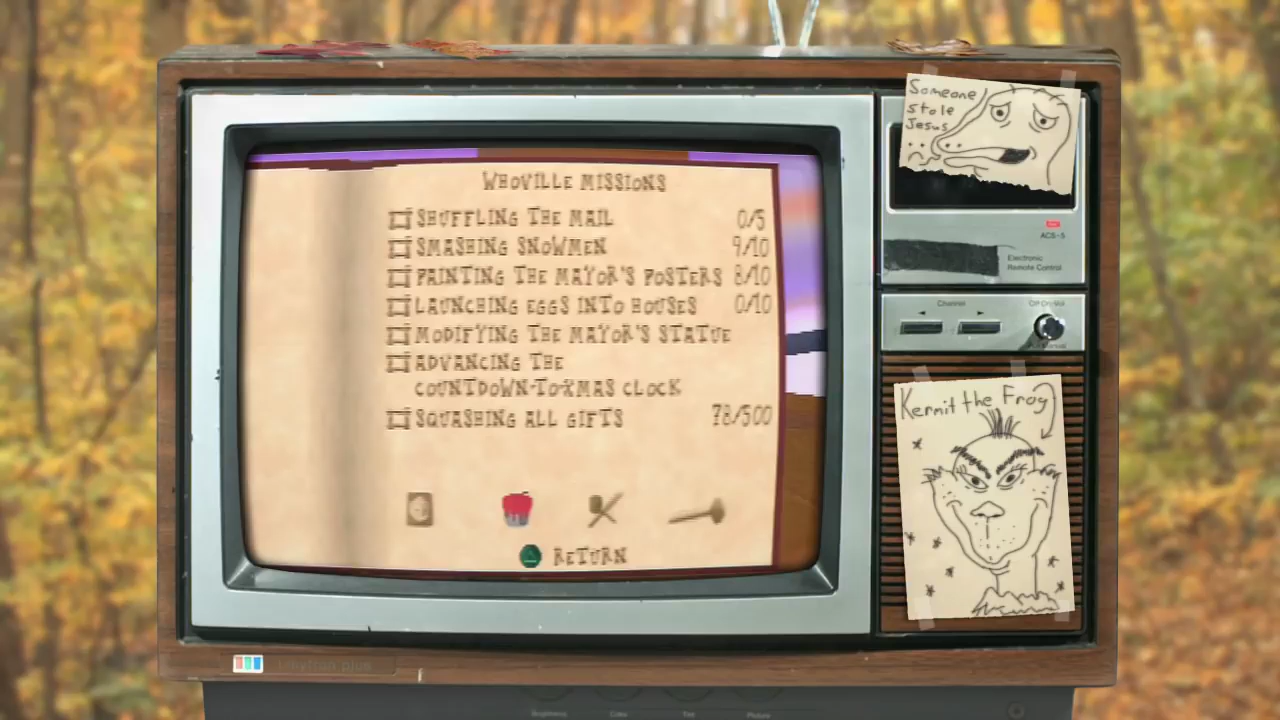 WHOVILLE MISSIONS
SHUFFLING THE MAIL 0/5
SMASHING SNOWMEN 9/10
PAINTING THE MAYOR'S POSTERS 8/10
LAUNCHING EGGS INTO HOUSES 0/10
MODIFYING THE MAYOR'S STATUE
ADVANCING THE
COUNTDOWN-TO-XMAS CLOCK
SQUASHING ALL GIFTS 78/500
RETURN
Someone
stole
Jesus
ACS-5
Electronic
Remote Control
Channel
Kermit the Frog